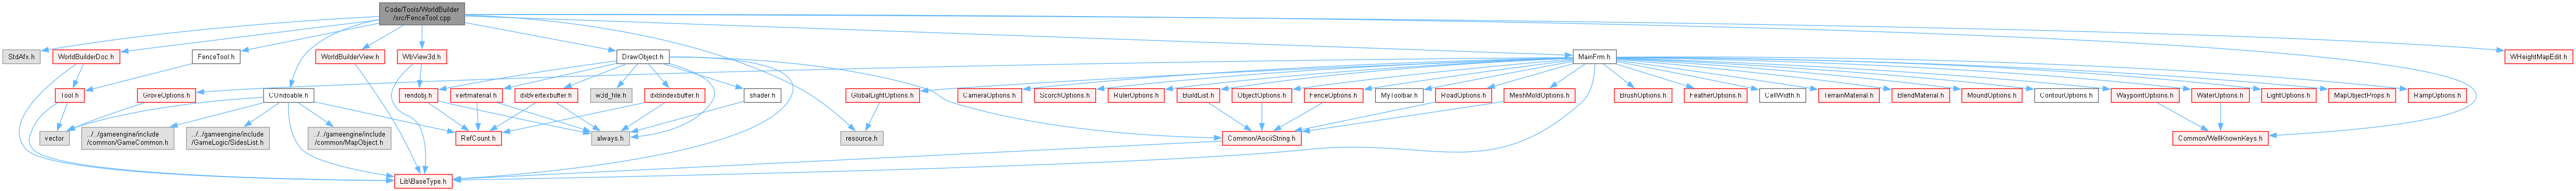 Code/Tools/WorldBuilder
/src/FenceTool.cpp
StdAfx.h
WorldBuilderDoc.h
FenceTool.h
WorldBuilderView.h
WbView3d.h
DrawObject.h
MainFrm.h
WHeightMapEdit.h
Tool.h
GroveOptions.h
CUndoable.h
rendobj.h
vertmaterial.h
dx8vertexbuffer.h
w3d_file.h
dx8indexbuffer.h
shader.h
GlobalLightOptions.h
CameraOptions.h
ScorchOptions.h
RulerOptions.h
BuildList.h
ObjectOptions.h
FenceOptions.h
MyToolbar.h
RoadOptions.h
MeshMoldOptions.h
BrushOptions.h
FeatherOptions.h
CellWidth.h
TerrainMaterial.h
BlendMaterial.h
MoundOptions.h
ContourOptions.h
WaypointOptions.h
WaterOptions.h
LightOptions.h
MapObjectProps.h
RampOptions.h
vector
../../gameengine/include
/common/GameCommon.h
../../gameengine/include
/GameLogic/SidesList.h
../../gameengine/include
/common/MapObject.h
RefCount.h
always.h
resource.h
Common/AsciiString.h
Common/WellKnownKeys.h
Lib\BaseType.h